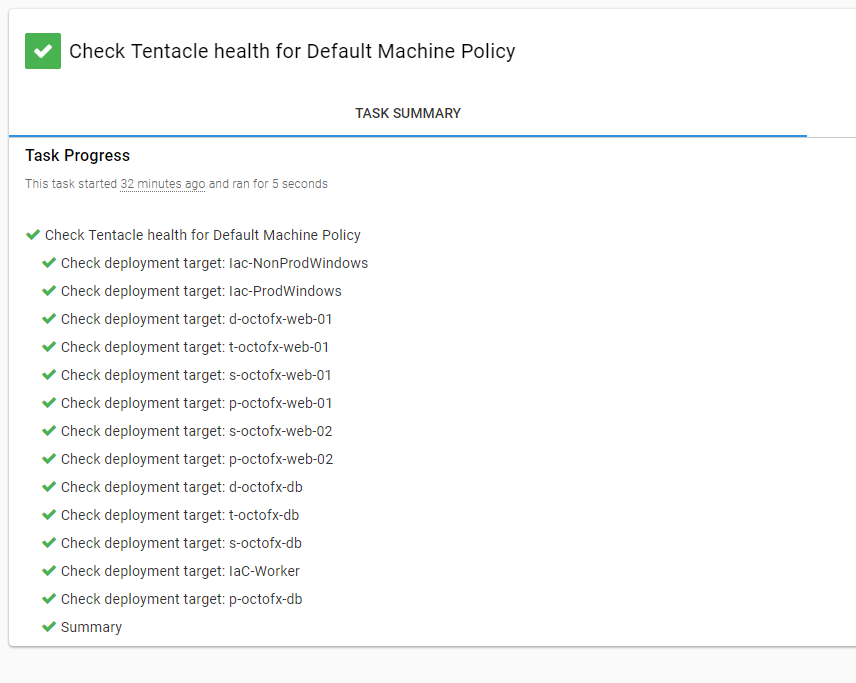 Check Tentacle health for Default Machine Policy
TASK SUMMARY
Task Progress
This task started 32 minutes ago and ran for 5 seconds
Check Tentacle health for Default Machine Policy
Check deployment target: Iac-NonProdWindows
Check deployment target: Iac-ProdWindows
Check deployment target: d-octofx-web-01
Check deployment target: t-octofx-web-01
Check deployment target: s-octofx-web-01
Check deployment target: p-octofx-web-01
Check deployment target: s-octofx-web-02
Check deployment target: p-octofx-web-02
Check deployment target: d-octofx-db
Check deployment target: t-octofx-db
Check deployment target: s-octofx-db
Check deployment target: IaC-Worker
Check deployment target: p-octofx-db
Summary